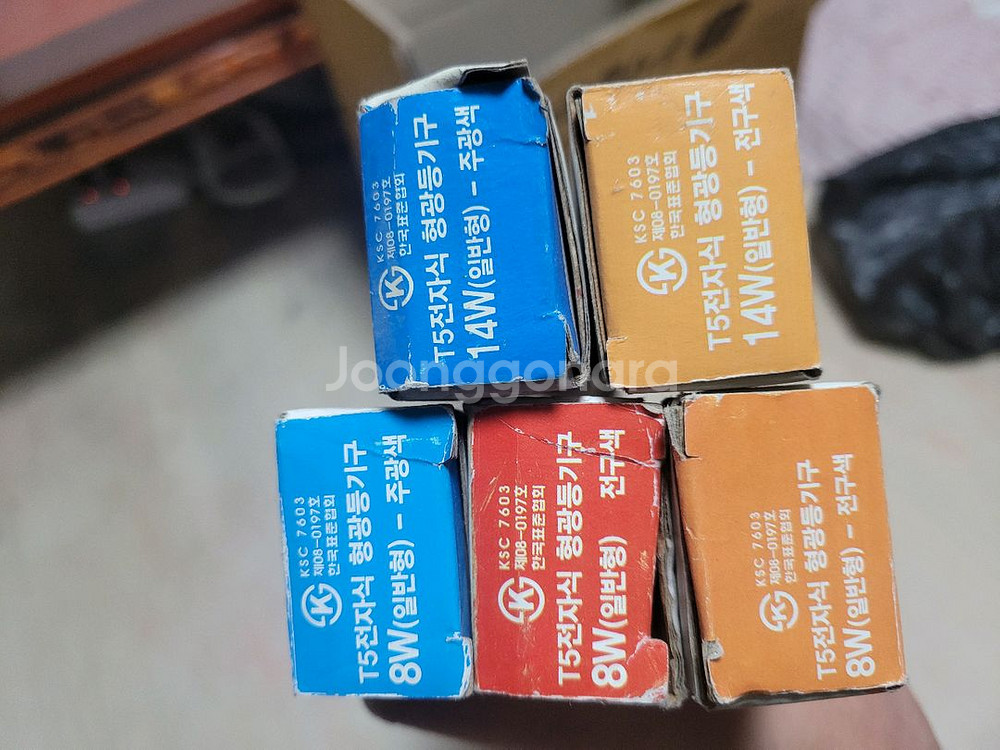 KSC 7603
제08-0197호
한국표준협회
T5전자식 형광등기구
14W(일반형) - 주광색
KSC 7603
제08-0197호
한국표준협회
T5전자식 형광등기구
14W(일반형) - 전구색
Joonggonara
KSC 7603
제08-0197호
한국표준협회
T5전자식 형광등기구
8W(일반형) - 주광색
KSC 7603
제08-0197호
한국표준협회
T5전자식 형광등기구
8W(일반형) 전구색
KSC 7603
제08-0197호
한국표준협회
T5전자식 형광등기구
8W(일반형) - 전구색